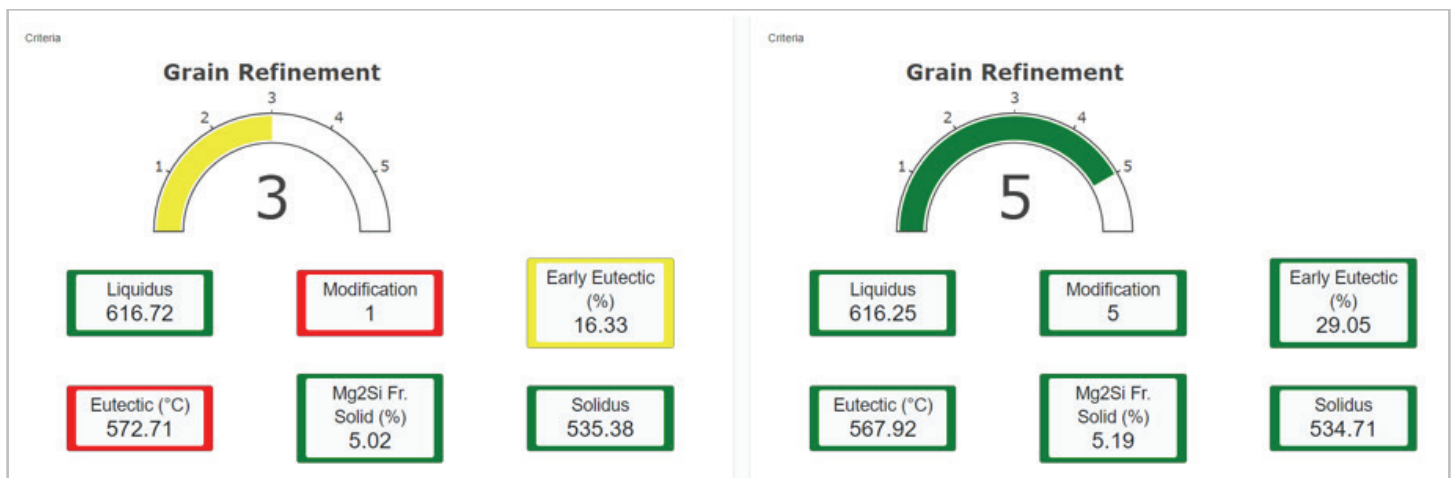 Criteria
Grain Refinement
1
2
3
4
5
3
Liquidus
616.72
Modification
1
Early Eutectic
(%)
16.33
Eutectic (°C)
572.71
Mg2Si Fr.
Solid (%)
5.02
Solidus
535.38
Criteria
Grain Refinement
1
2
3
4
5
5
Liquidus
616.25
Modification
5
Early Eutectic
(%)
29.05
Eutectic (°C)
567.92
Mg2Si Fr.
Solid (%)
5.19
Solidus
534.71